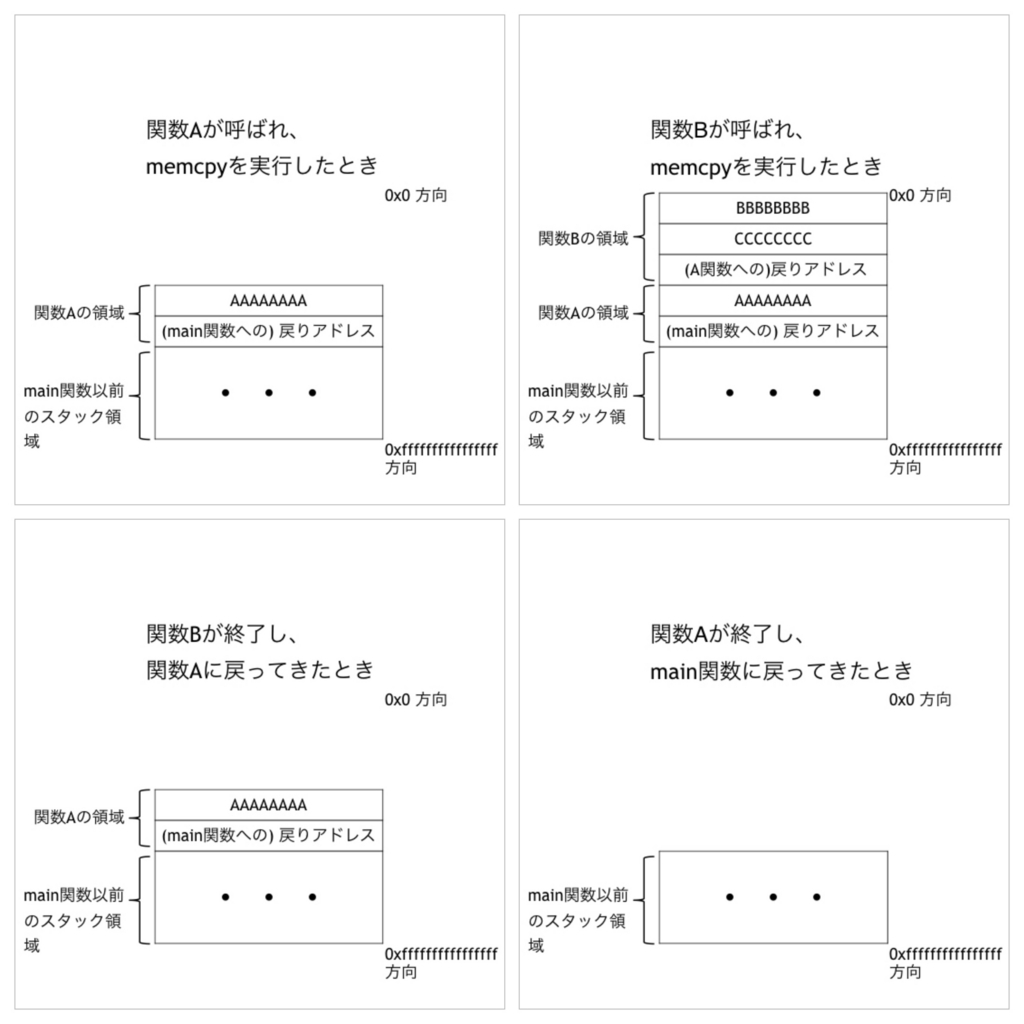 関数Aが呼ばれ、
memcpyを実行したとき
0x0 方向
関数Aの領域
AAAAAAAA
(main関数への) 戻りアドレス
main関数以前
のスタック領
域
• • •
0xffffffffffffffff
方向
関数Bが呼ばれ、
memcpyを実行したとき
0x0 方向
関数Bの領域
BBBBBBBB
CCCCCCCC
(A関数への)戻りアドレス
関数Aの領域
AAAAAAAA
(main関数への) 戻りアドレス
main関数以前
のスタック領
域
• • •
0xffffffffffffffff
方向
関数Bが終了し、
関数Aに戻ってきたとき
0x0 方向
関数Aの領域
AAAAAAAA
(main関数への) 戻りアドレス
main関数以前
のスタック領
域
• • •
0xffffffffffffffff
方向
関数Aが終了し、
main関数に戻ってきたとき
0x0 方向
main関数以前
のスタック領
域
• • •
0xffffffffffffffff
方向